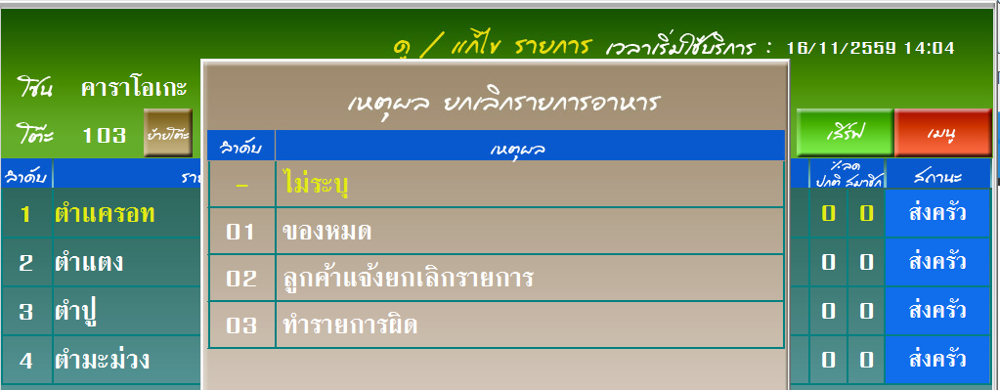 ดู / แก้ไข รายการ เวลาเริ่มใช้บริการ : 16/11/2559 14:04
โซน คาราโอเกะ
เหตุผล ยกเลิกรายการอาหาร
โต๊ะ 103 ย้ายโต๊ะ
เสิร์ฟ เมนู
ลำดับ เหตุผล
ลำดับ ราย %ลด สถานะ
ปกติ สมาชิก
- ไม่ระบุ
1 ตำแครอท 0 0 ส่งครัว
01 ของหมด
2 ตำแตง 0 0 ส่งครัว
02 ลูกค้าแจ้งยกเลิกรายการ
3 ตำปู 0 0 ส่งครัว
03 ทำรายการผิด
4 ตำมะม่วง 0 0 ส่งครัว